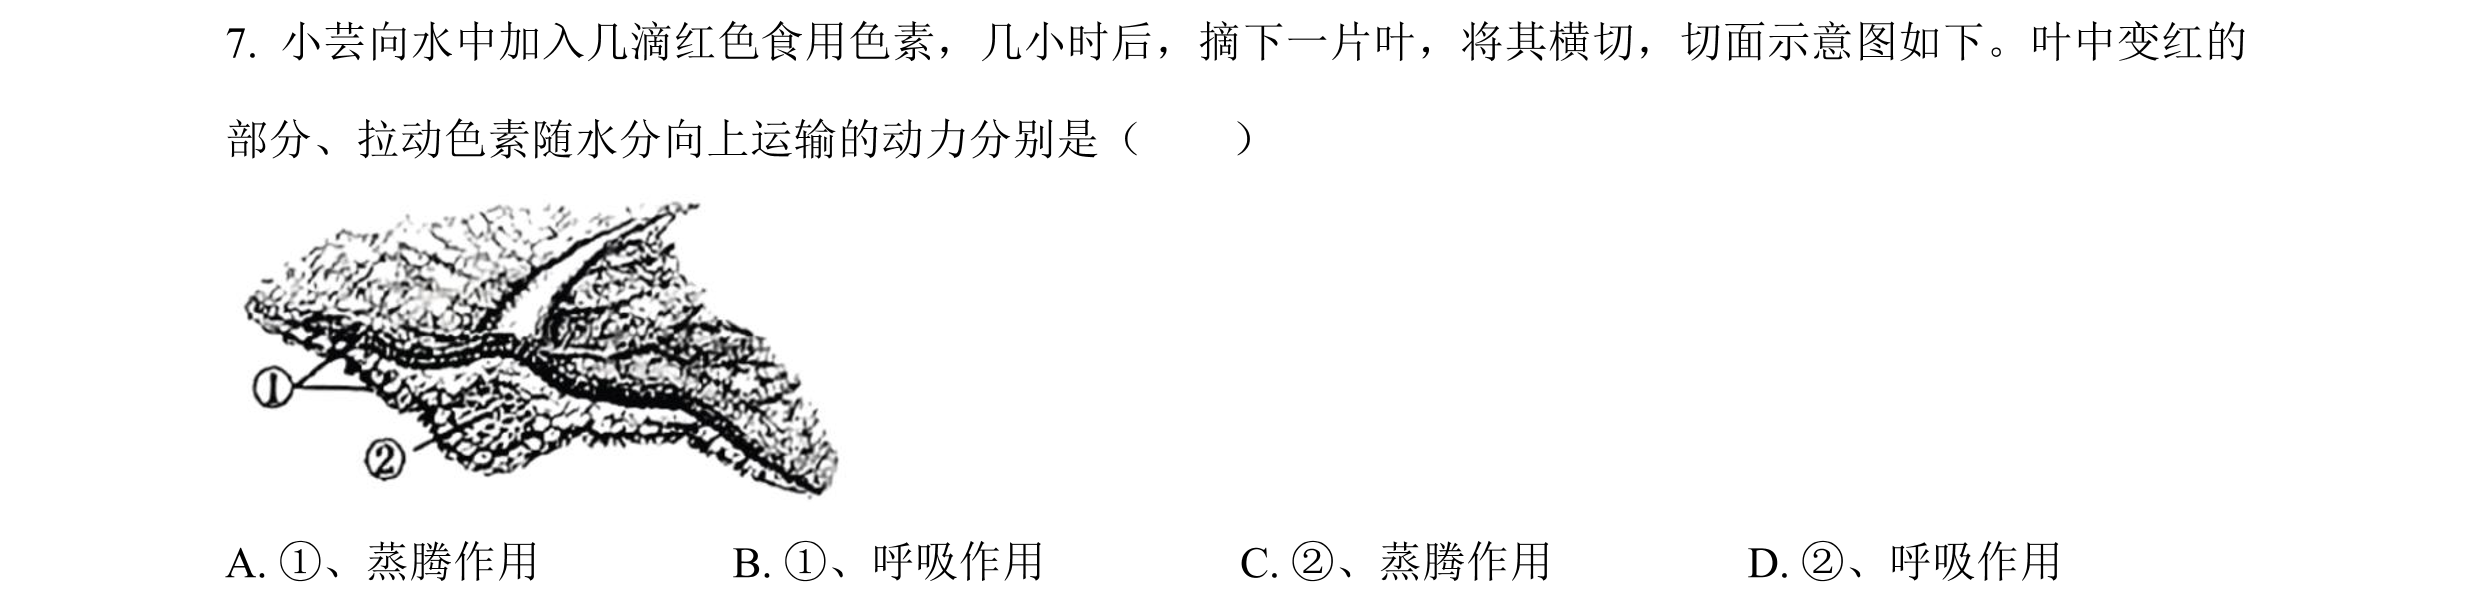 7. 小芸向水中加入几滴红色食用色素，几小时后，摘下一片叶，将其横切，切面示意图如下。叶中变红的
部分、拉动色素随水分向上运输的动力分别是（　　）
①
②
A. ①、蒸腾作用 B. ①、呼吸作用 C. ②、蒸腾作用 D. ②、呼吸作用